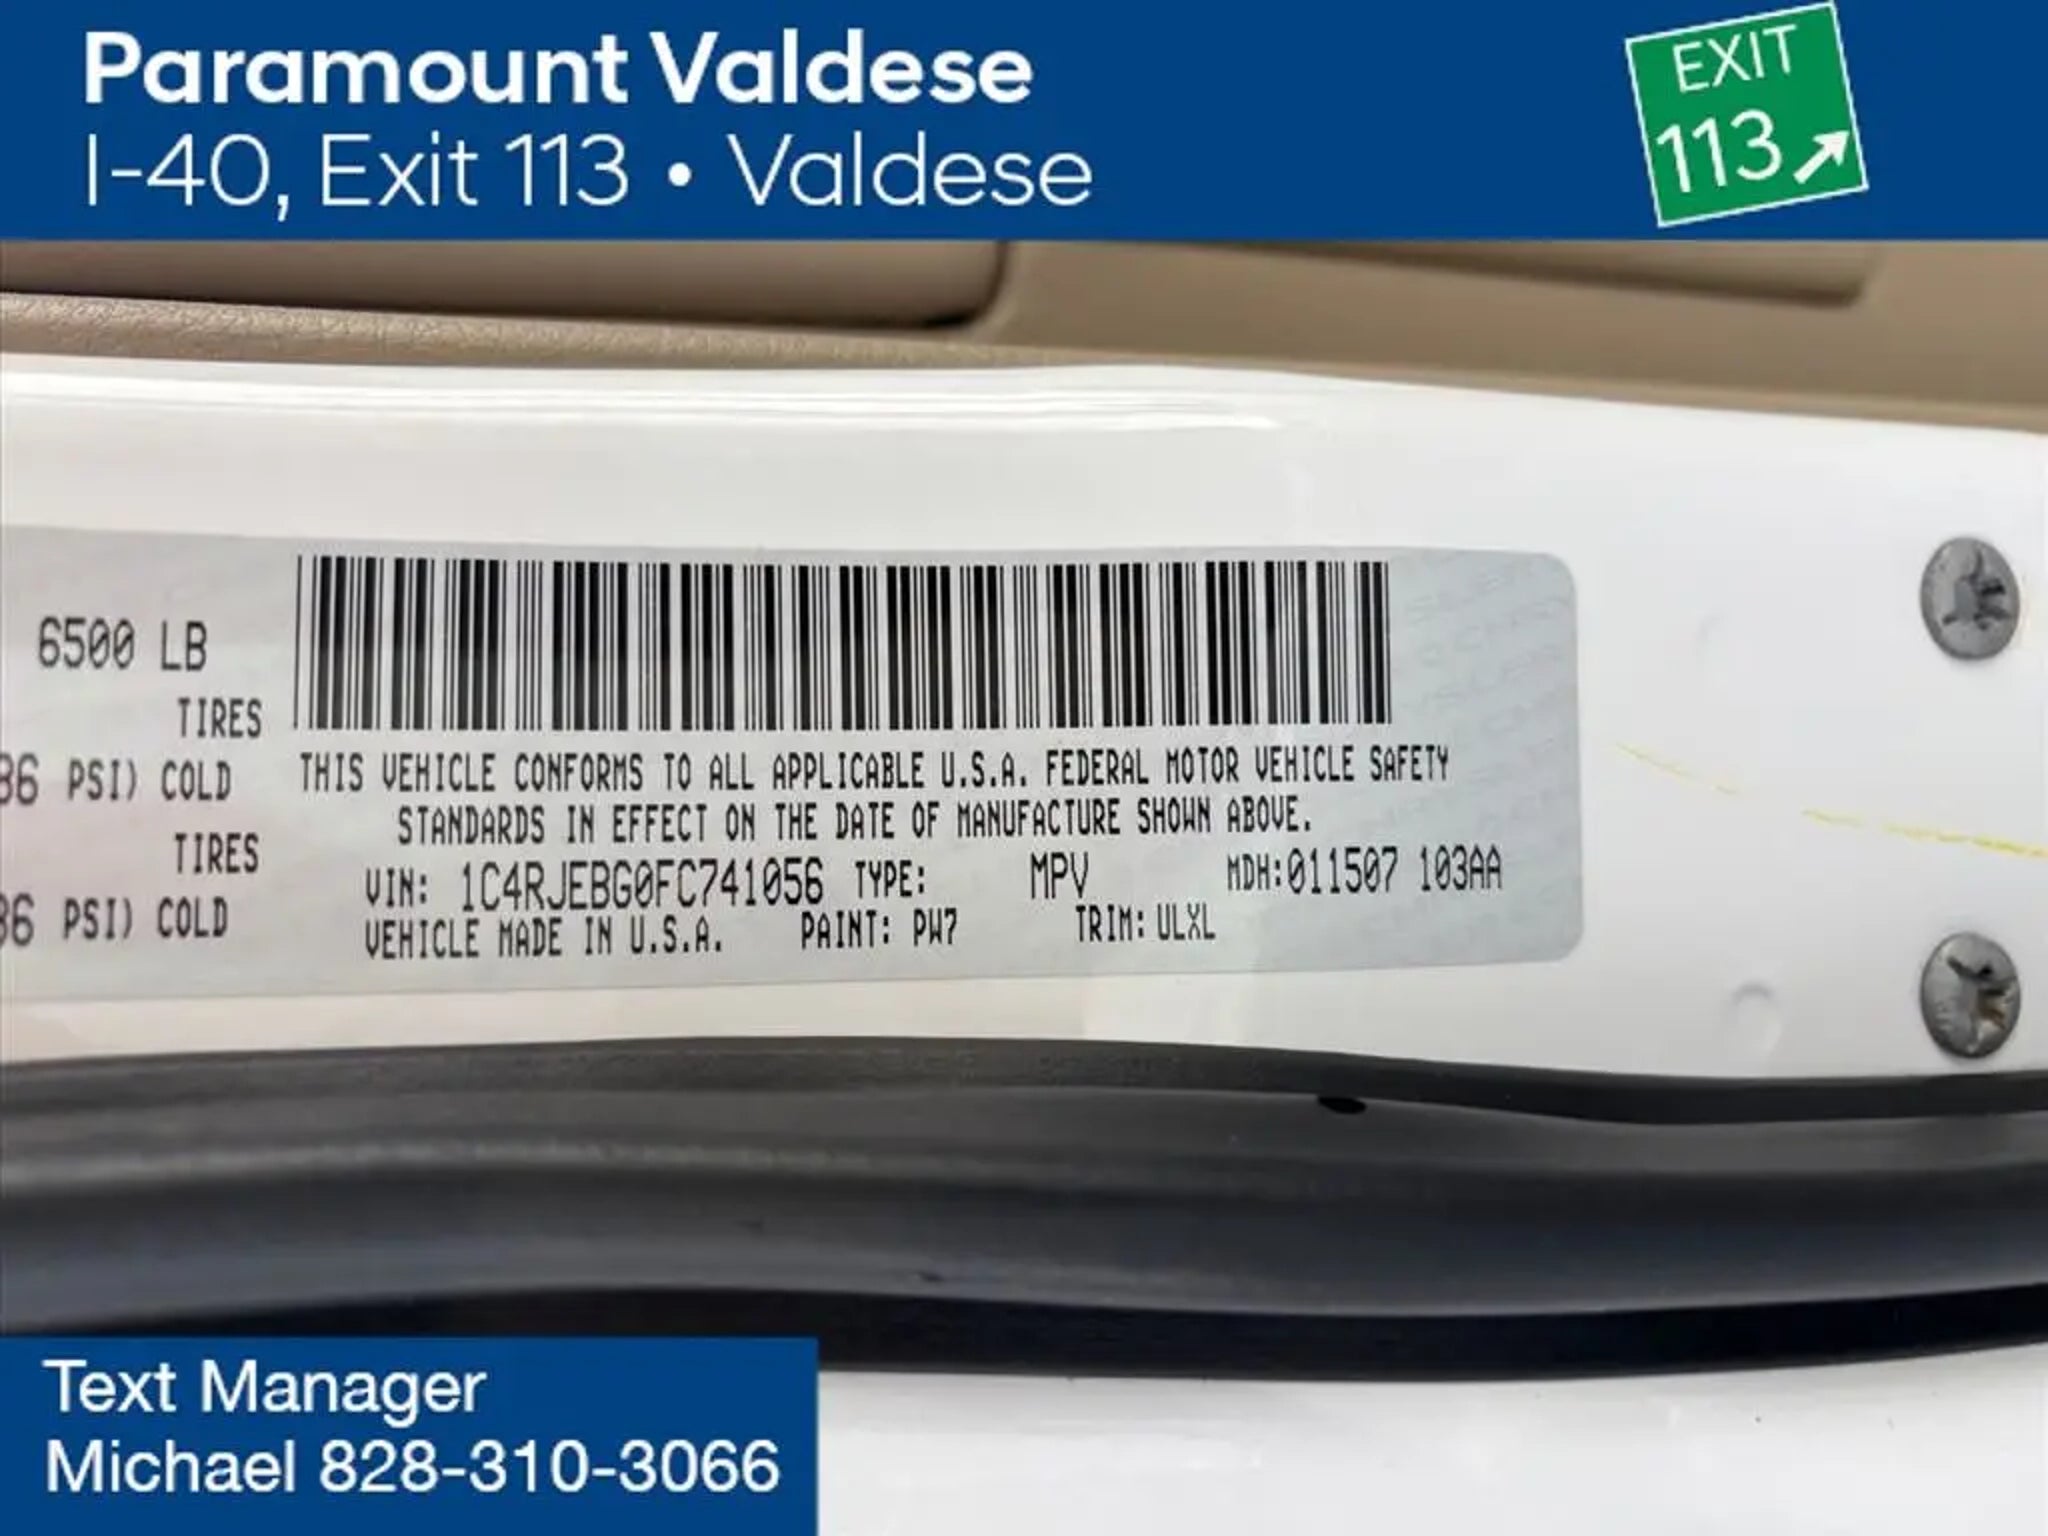 Paramount Valdese
I-40, Exit 113 • Valdese
EXIT
113
6500 LB
TIRES
PSI) COLD
TIRES
PSI) COLD
THIS VEHICLE CONFORMS TO ALL APPLICABLE U.S.A. FEDERAL MOTOR VEHICLE SAFETY
STANDARDS IN EFFECT ON THE DATE OF MANUFACTURE SHOWN ABOVE.
VIN: 1C4RJEBG0FC741056 TYPE: MPV MDH:011507 103AA
VEHICLE MADE IN U.S.A. PAINT: PW7 TRIM: ULXL
Text Manager
Michael 828-310-3066